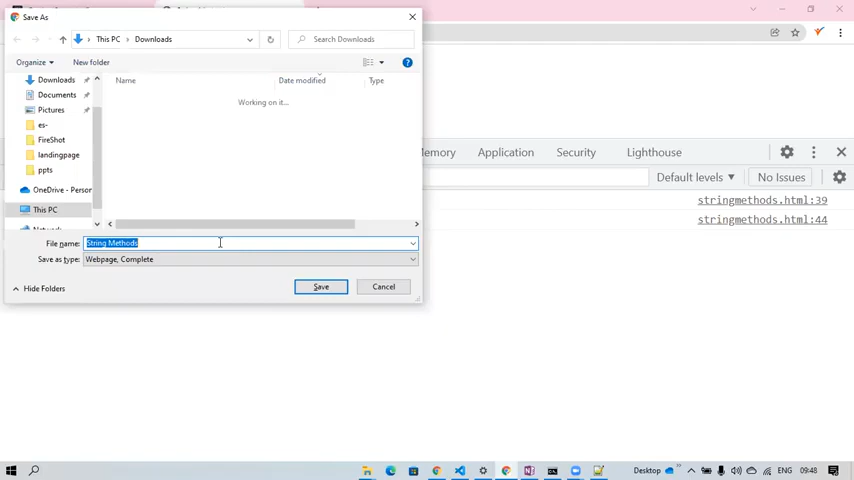 Save As
This PC
Downloads
Search Downloads
Organize
New folder
Name
Date modified
Type
Downloads
Working on it...
Documents
Pictures
es-
FireShot
landingpage
ppts
OneDrive - Person
This PC
File name:
String Methods
Save as type:
Webpage, Complete
Hide Folders
Save
Cancel
Memory
Application
Security
Lighthouse
Default levels
No Issues
stringmethods.html:39
stringmethods.html:44
Desktop
ENG
09:48